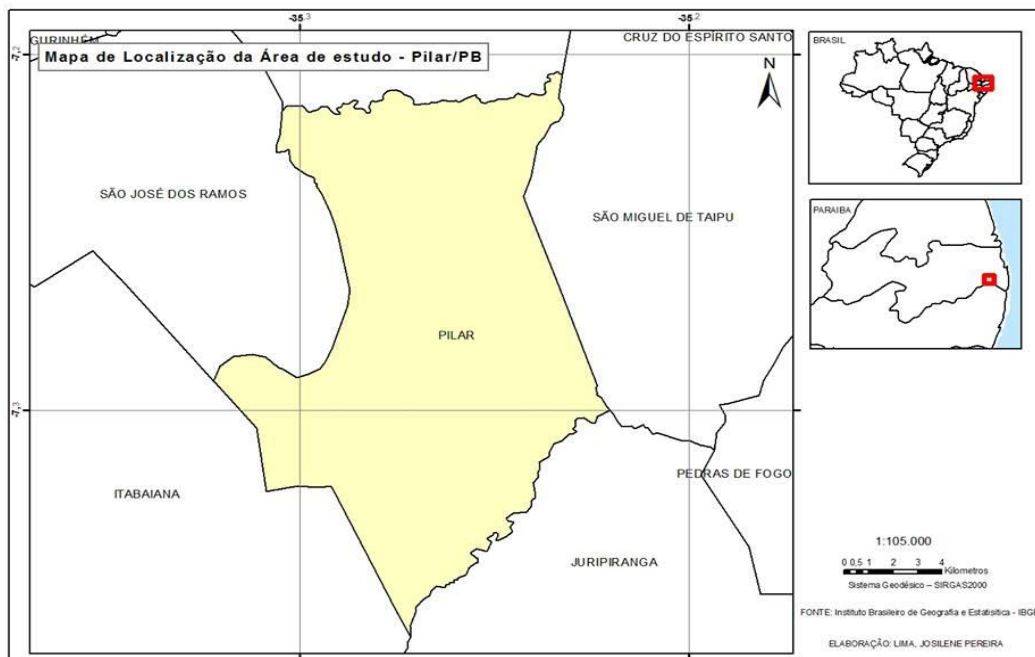 -35,3
-35,2
GURINHÉM
CRUZ DO ESPÍRITO SANTO
BRASIL
-7,2
Mapa de Localização da Área de estudo - Pilar/PB
N
SÃO JOSÉ DOS RAMOS
PARAIBA
SÃO MIGUEL DE TAIPU
PILAR
-7,3
PEDRAS DE FOGO
ITABAIANA
JURIPIRANGA
1:105.000
0 0,5 1 2 3 4
Kilometros
Sistema Geodésico – SIRGAS2000
FONTE: Instituto Brasileiro de Geografia e Estatisitica - IBGE
ELABORAÇÃO: LIMA, JOSILENE PEREIRA